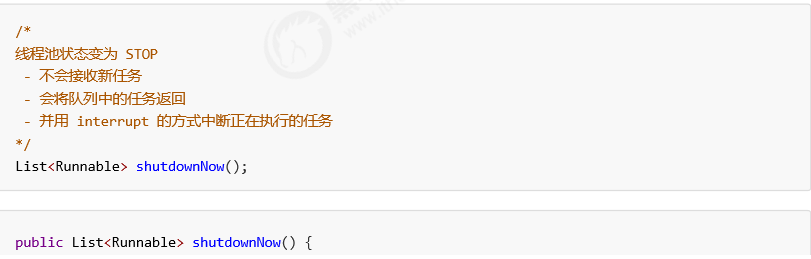 /*
线程池状态变为 STOP
- 不会接收新任务
- 会将队列中的任务返回
- 并用 interrupt 的方式中断正在执行的任务
*/
List<Runnable> shutdownNow();
public List<Runnable> shutdownNow() {